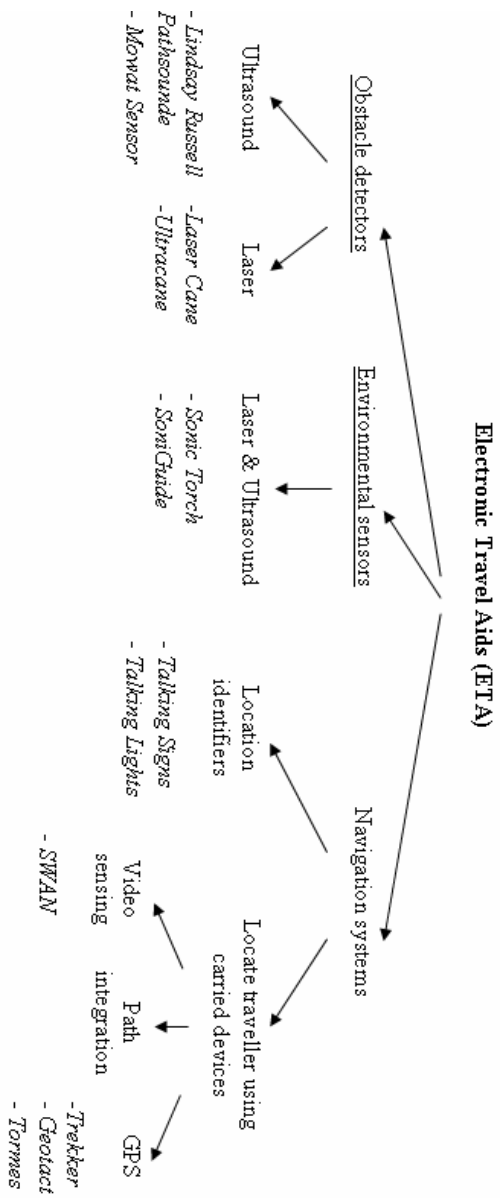 Electronic Travel Aids (ETA)
Obstacle detectors
Environmental sensors
Navigation systems
Ultrasound
- Lindsay Russell
Pathsounde
- Mowat Sensor
Laser
- Laser Cane
- Ultracane
Laser & Ultrasound
- Sonic Torch
- SoniGuide
Location
identifiers
- Talking Signs
- Talking Lights
Locate traveller using
carried devices
Video
sensing
- SWAN
Path
integration
GPS
- Trekker
- Geotact
- Tormes